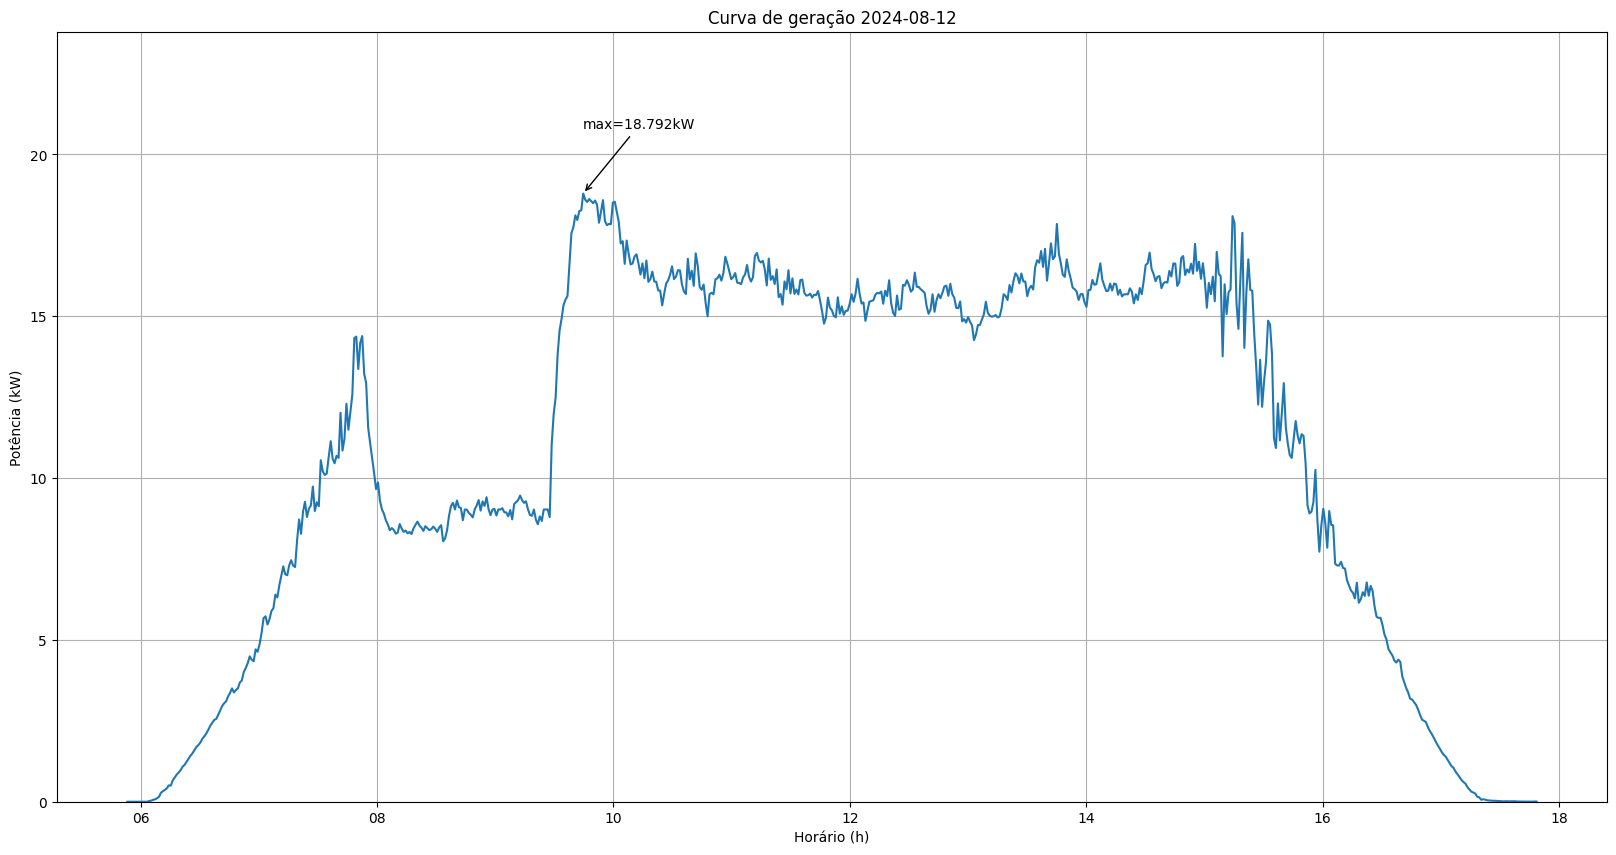 Curva de geração 2024-08-12
max=18.792kW
20
15
10
5
0
Potência (kW)
06 08 10 12 14 16 18
Horário (h)